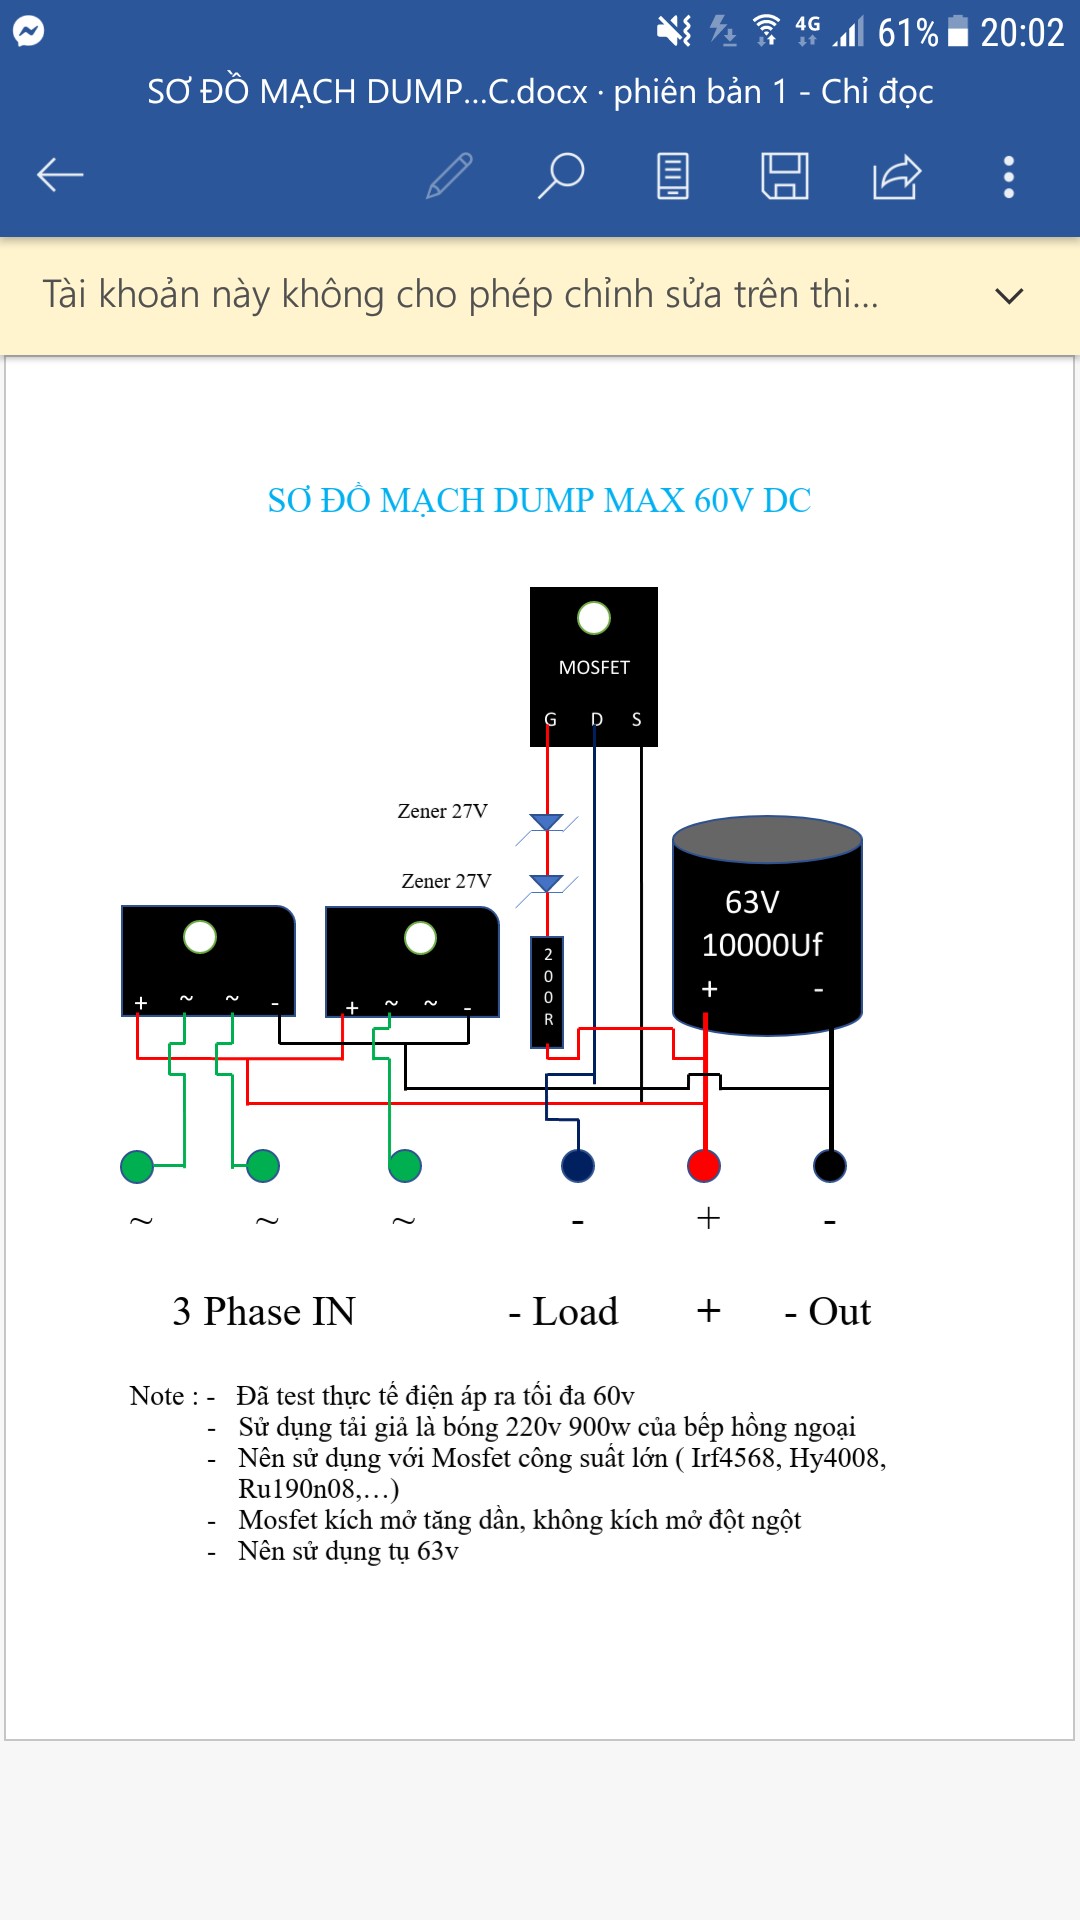 4G 61% 20:02
SƠ ĐỒ MẠCH DUMP...C.docx · phiên bản 1 - Chỉ đọc
Tài khoản này không cho phép chỉnh sửa trên thi...
SƠ ĐỒ MẠCH DUMP MAX 60V DC
MOSFET
G D S
Zener 27V
Zener 27V
200R
63V
10000Uf
+ -
+ ~ ~ -
+ ~ ~ -
~ ~ ~ - + -
3 Phase IN - Load + - Out
Note : - Đã test thực tế điện áp ra tối đa 60v
- Sử dụng tải giả là bóng 220v 900w của bếp hồng ngoại
- Nên sử dụng với Mosfet công suất lớn ( Irf4568, Hy4008,
Ru190n08,…)
- Mosfet kích mở tăng dần, không kích mở đột ngột
- Nên sử dụng tụ 63v